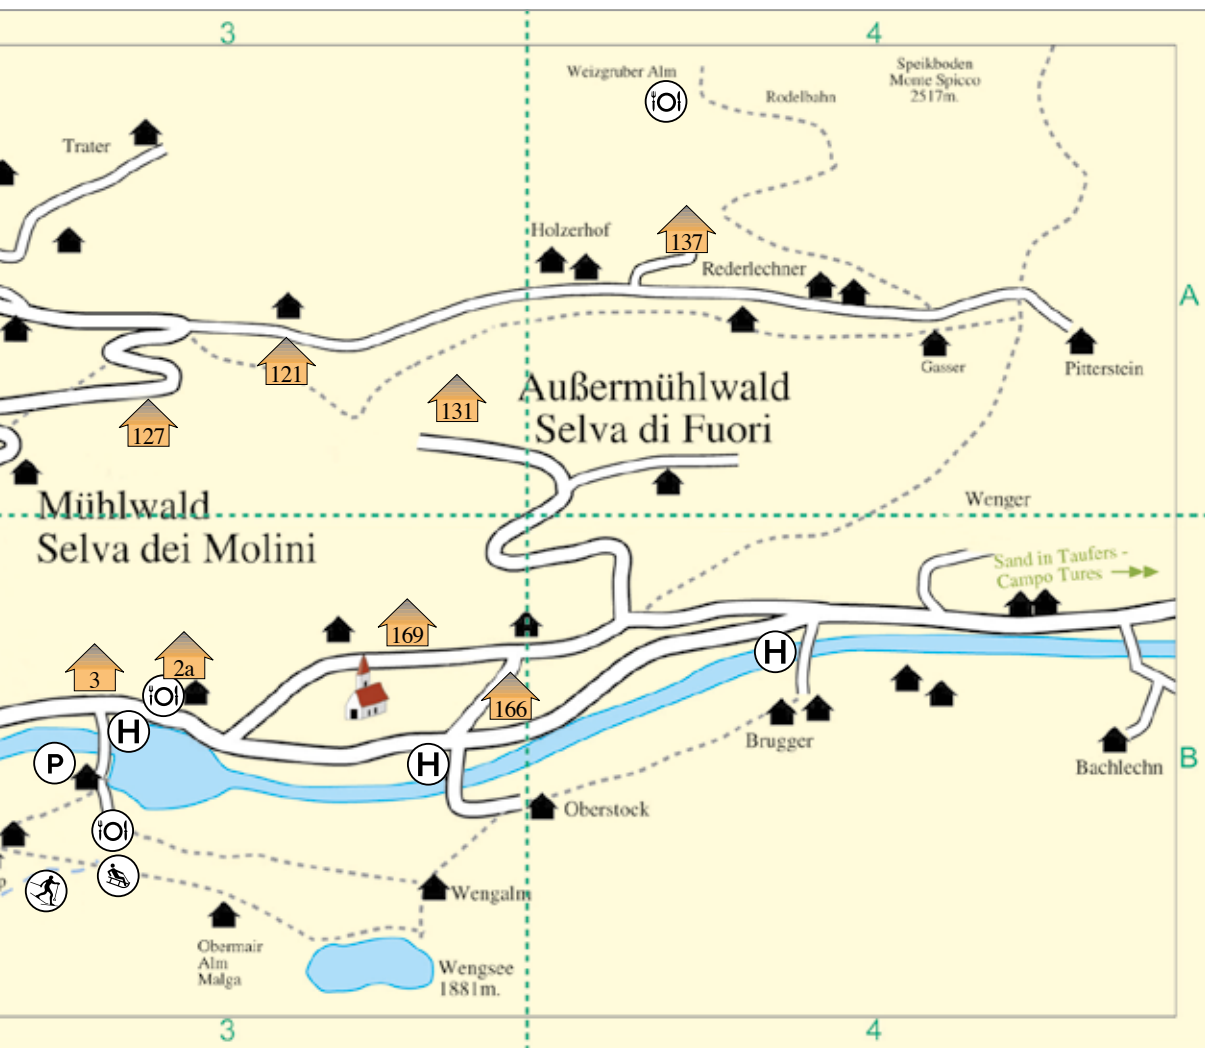 3
4
Weizgruber Alm
Speikboden
Monte Spicco
2517m.
Rodelbahn
Trater
Holzerhof
137
Rederlechner
A
121
Gasser
Pitterstein
131
Außermühlwald
Selva di Fuori
127
Mühlwald
Selva dei Molini
Wenger
Sand in Taufers -
Campo Tures
169
3
2a
166
H
H
H
P
Brugger
Bachlechn
B
Oberstock
Wengalm
Obermair
Alm
Malga
Wengsee
1881m.
3
4